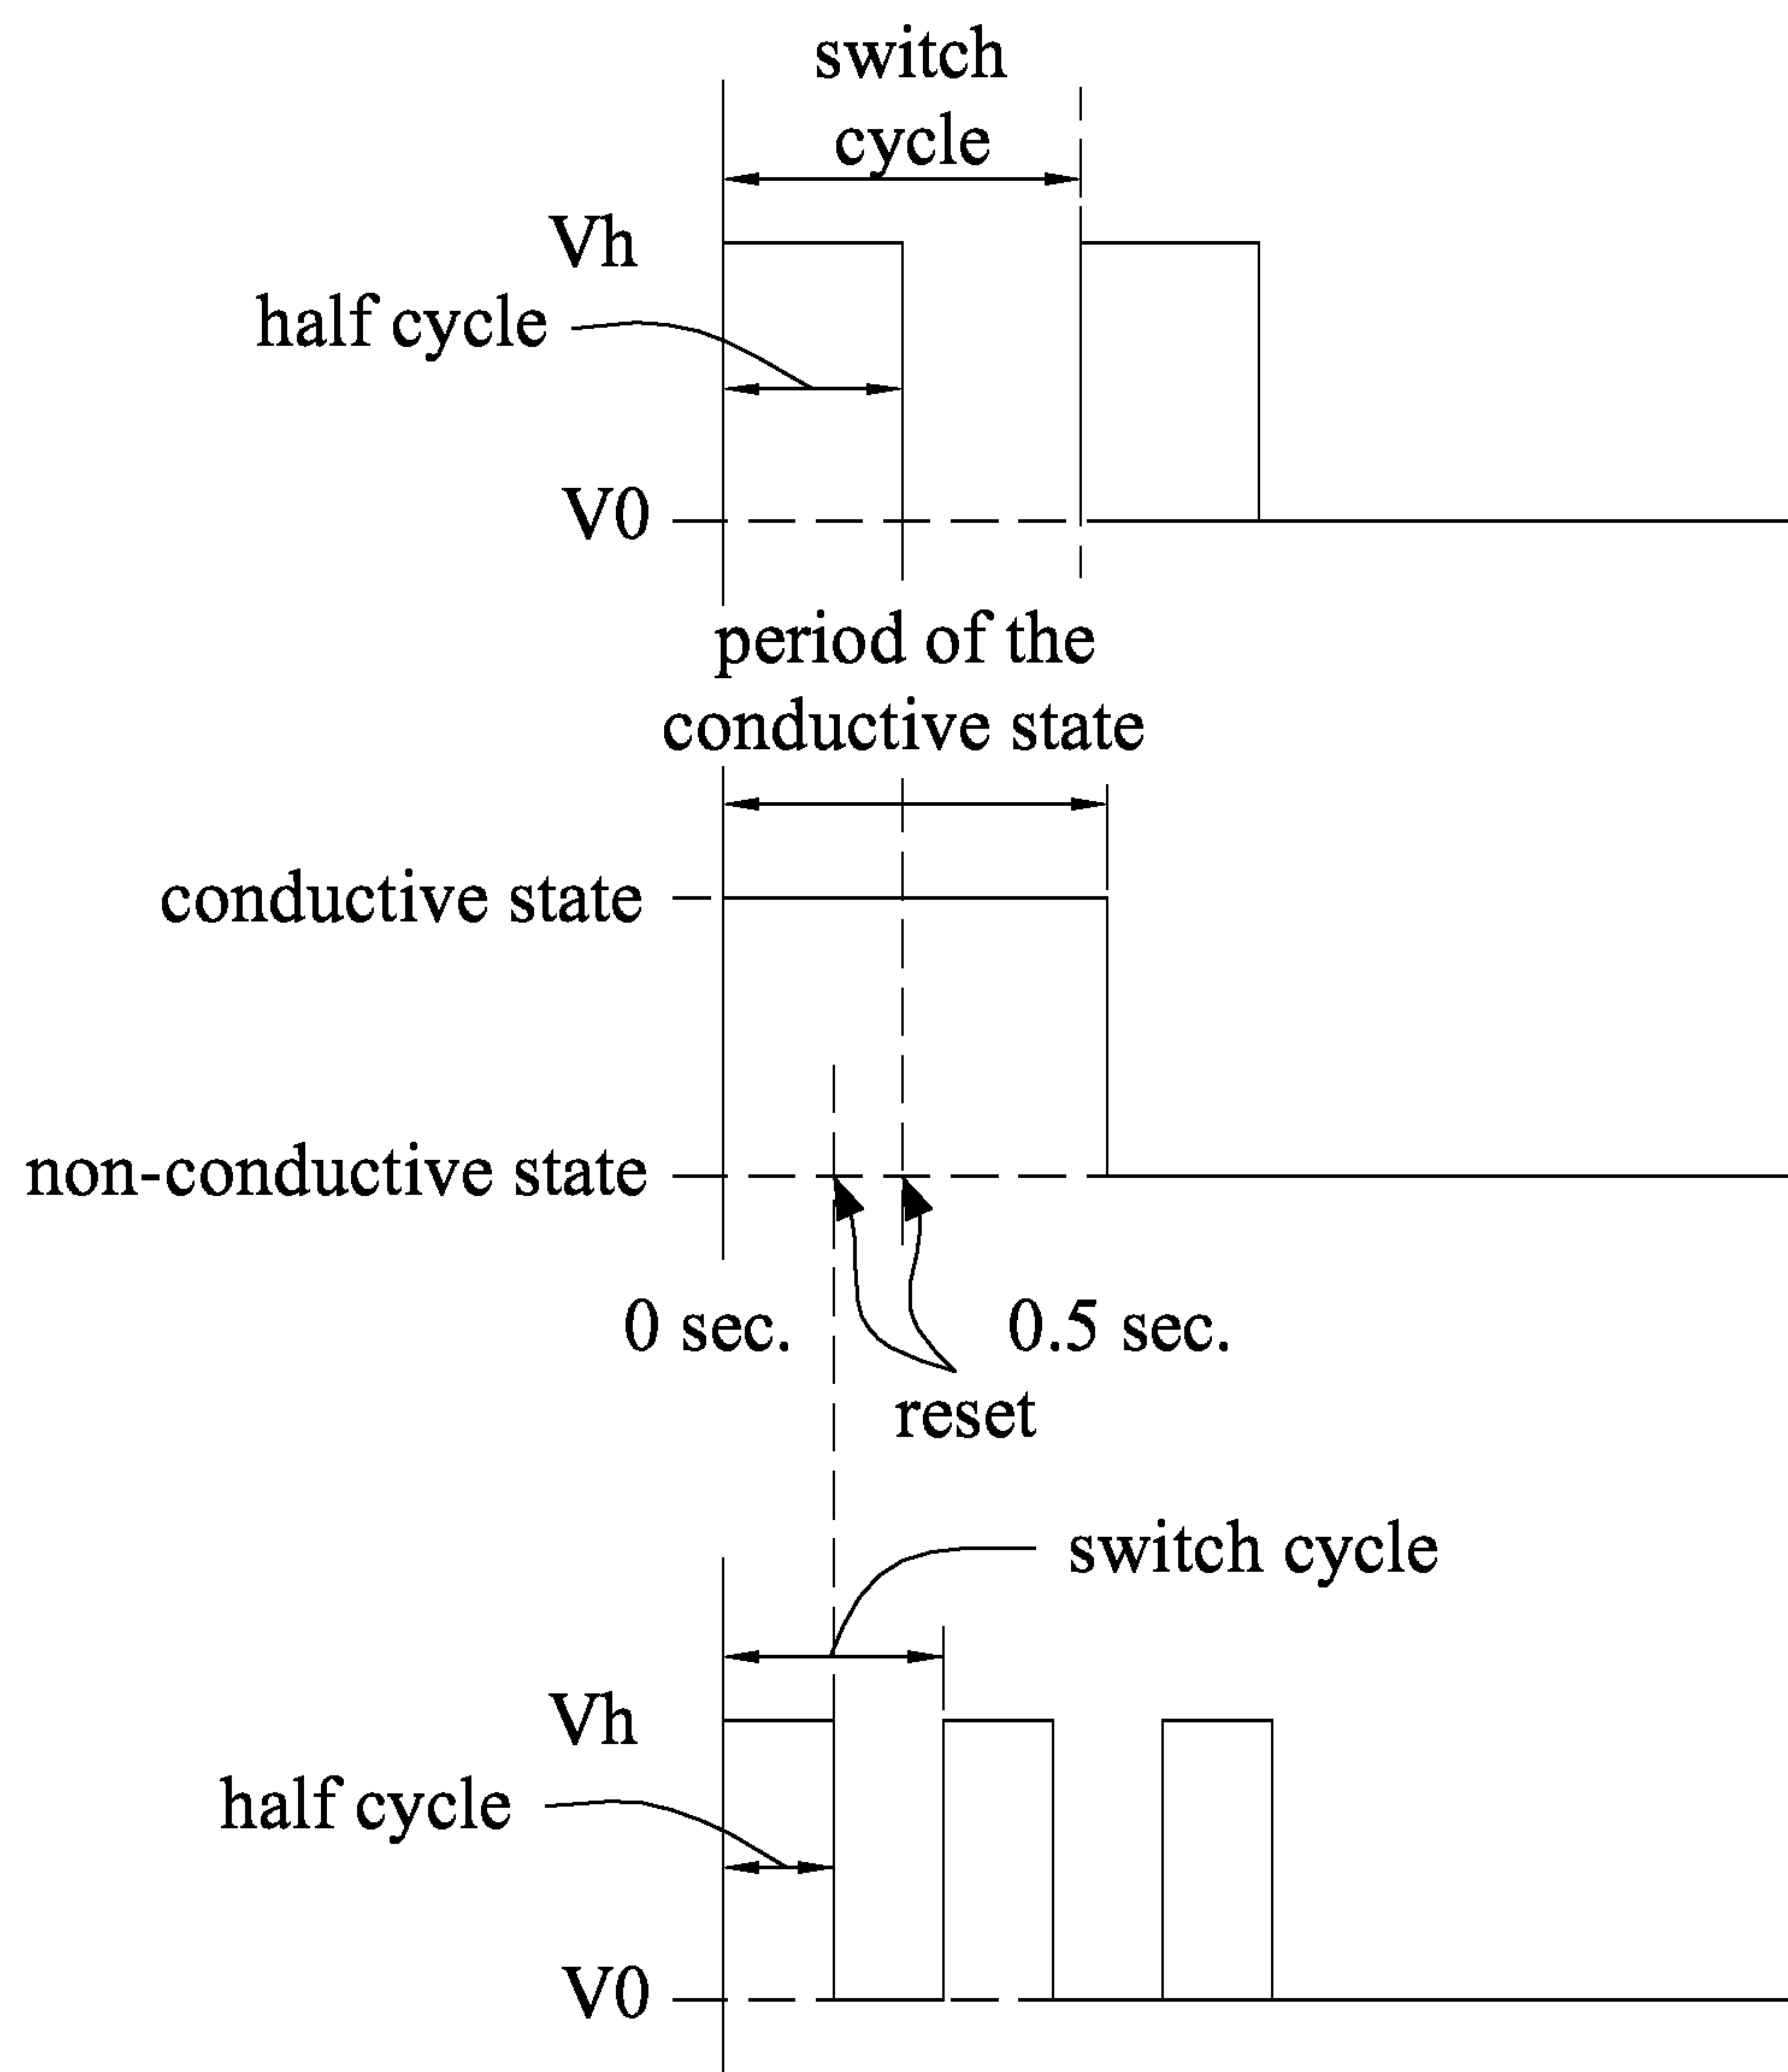 switch
cycle
Vh
half cycle
V0
period of the
conductive state
conductive state
non-conductive state
0 sec.
0.5 sec.
reset
switch cycle
Vh
half cycle
V0